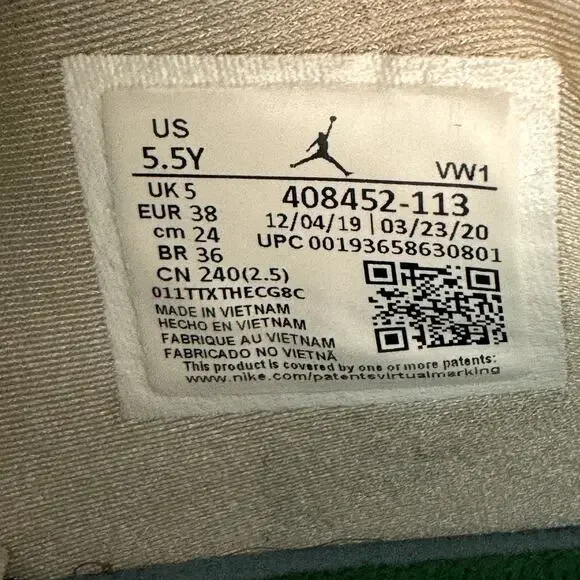 US
5.5Y
VW1
UK 5
EUR 38
cm 24
BR 36
CN 240(2.5)
408452-113
12/04/19 | 03/23/20
UPC 00193658630801
011TTXTHECG8C
MADE IN VIETNAM
HECHO EN VIETNAM
FABRIQUE AU VIETNAM
FABRICADO NO VIETNÃ
This product is covered by one or more patents:
www.nike.com/patentsvirtualmarking